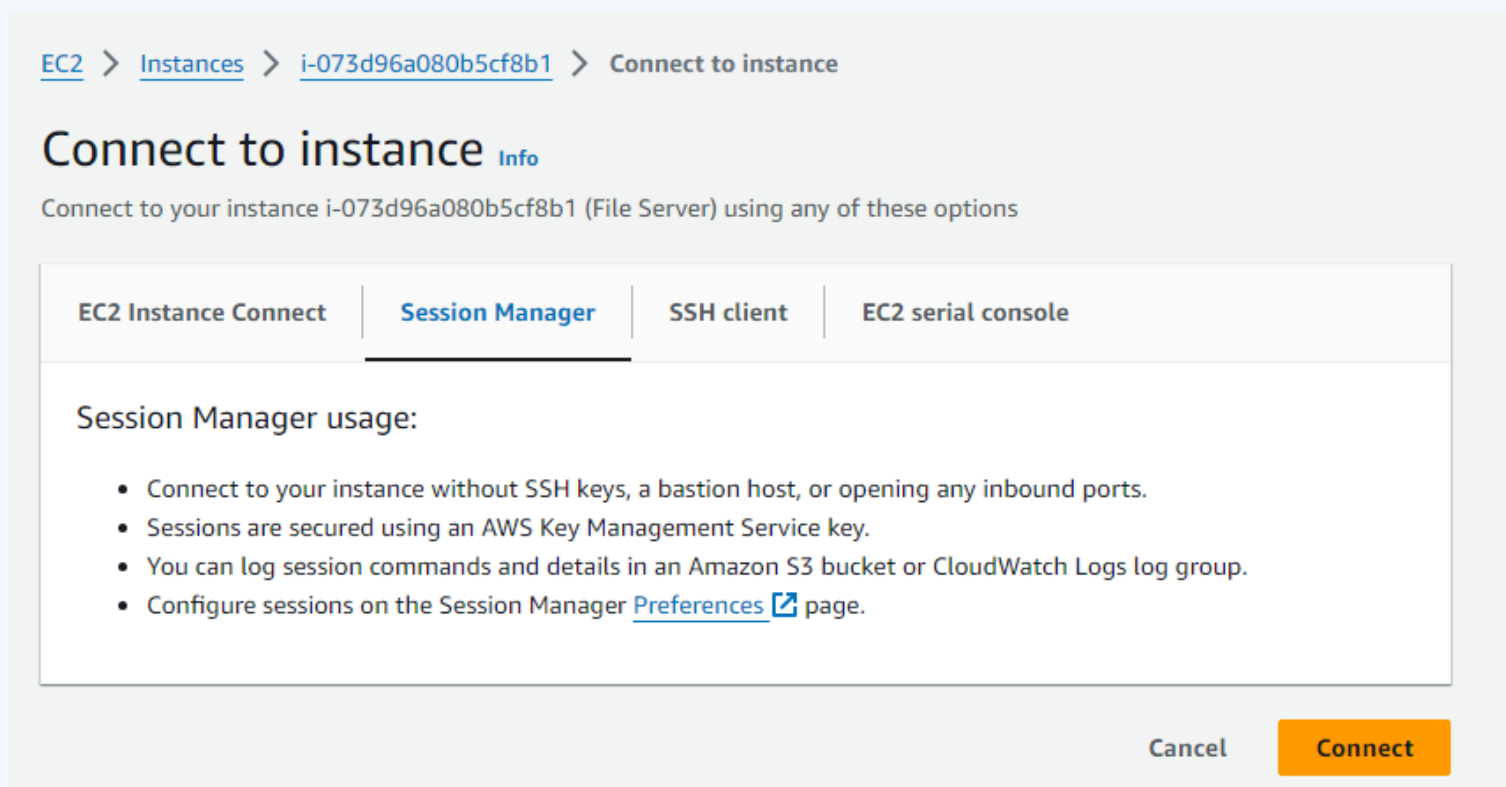 EC2 > Instances > i-073d96a080b5cf8b1 > Connect to instance
Connect to instance Info
Connect to your instance i-073d96a080b5cf8b1 (File Server) using any of these options
EC2 Instance Connect Session Manager SSH client EC2 serial console
Session Manager usage:
• Connect to your instance without SSH keys, a bastion host, or opening any inbound ports.
• Sessions are secured using an AWS Key Management Service key.
• You can log session commands and details in an Amazon S3 bucket or CloudWatch Logs log group.
• Configure sessions on the Session Manager Preferences page.
Cancel Connect